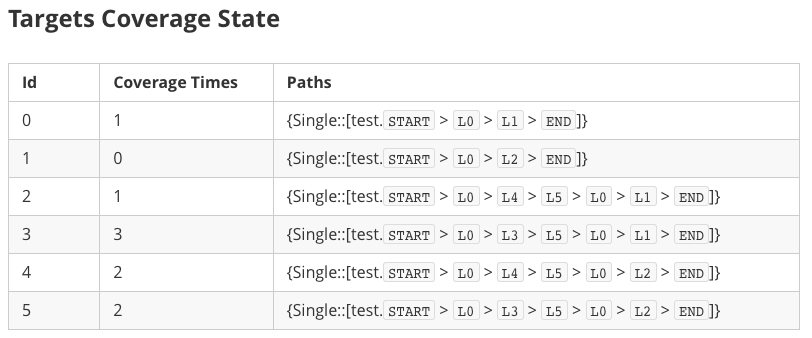 Targets Coverage State
Id Coverage Times Paths
0 1 {Single::[test.START > L0 > L1 > END]}
1 0 {Single::[test.START > L0 > L2 > END]}
2 1 {Single::[test.START > L0 > L4 > L5 > L0 > L1 > END]}
3 3 {Single::[test.START > L0 > L3 > L5 > L0 > L1 > END]}
4 2 {Single::[test.START > L0 > L4 > L5 > L0 > L2 > END]}
5 2 {Single::[test.START > L0 > L3 > L5 > L0 > L2 > END]}